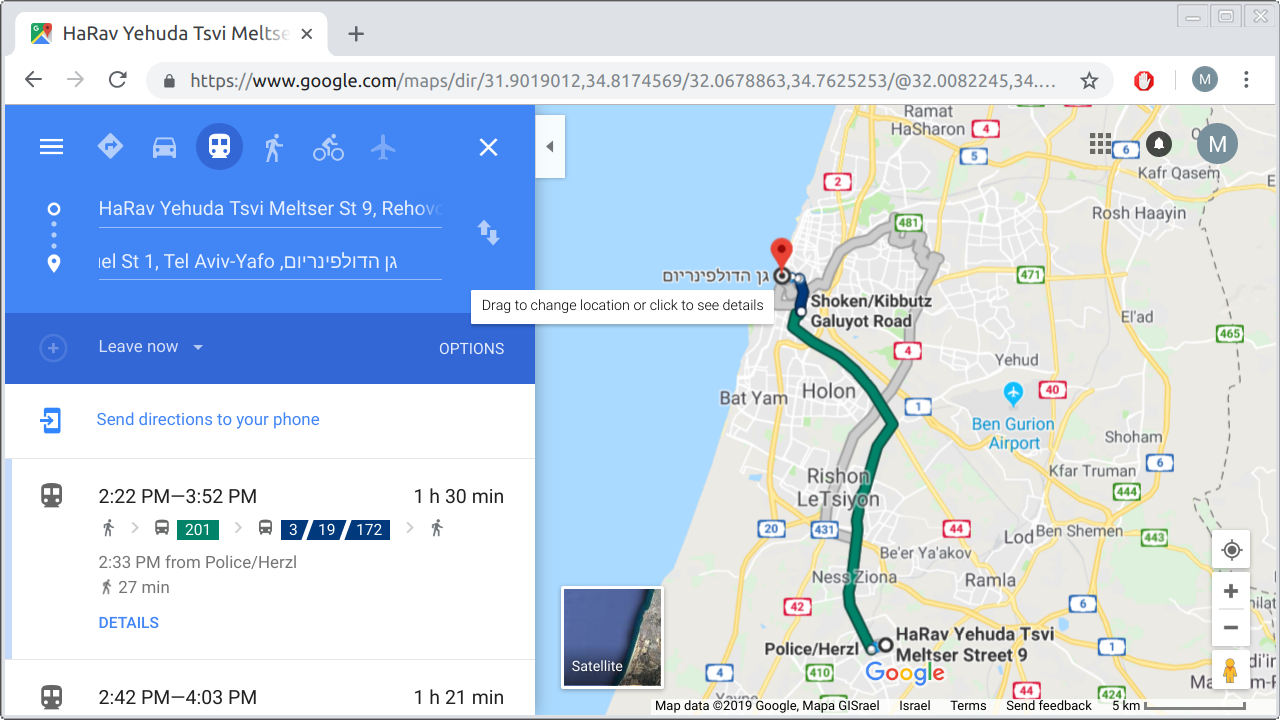 HaRav Yehuda Tsvi Meltse
https://www.google.com/maps/dir/31.9019012,34.8174569/32.0678863,34.7625253/@32.0082245,34....
M
M
HaRav Yehuda Tsvi Meltser St 9, Rehovo
el St 1, Tel Aviv-Yafo ,גן הדולפינריום
Drag to change location or click to see details
Leave now
OPTIONS
Send directions to your phone
2:22 PM—3:52 PM 1 h 30 min
201 3 / 19 / 172
2:33 PM from Police/Herzl
27 min
DETAILS
2:42 PM—4:03 PM 1 h 21 min
Ramat
HaSharon
4
5
6
Kafr Qasem
2
Rosh Haayin
481
גן הדולפינריום
471
Shoken/Kibbutz
Galuyot Road
El'ad
465
4
Yehud
Bat Yam
Holon
40
1
Ben Gurion
Airport
Shoham
6
Kfar Truman
444
Rishon
LeTsiyon
20
431
44
Lod
Ben Shemen
443
Be'er Ya'akov
Ness Ziona
Ramla
42
6
Police/Herzl
HaRav Yehuda Tsvi
Meltser Street 9
1
4
410
44
424
Satellite
Google
Map data ©2019 Google, Mapa GISrael Israel Terms Send feedback 5 km